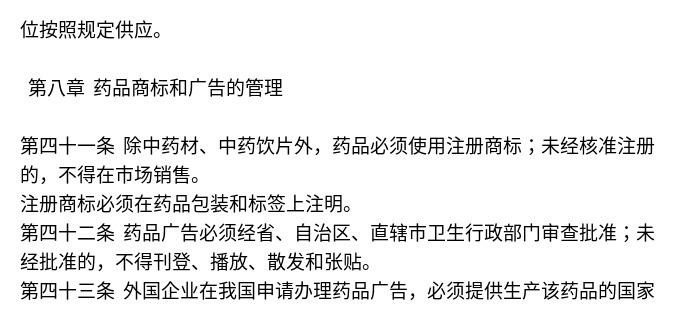 位按照规定供应。
第八章 药品商标和广告的管理
第四十一条 除中药材、中药饮片外，药品必须使用注册商标；未经核准注册
的，不得在市场销售。
注册商标必须在药品包装和标签上注明。
第四十二条 药品广告必须经省、自治区、直辖市卫生行政部门审查批准；未
经批准的，不得刊登、播放、散发和张贴。
第四十三条 外国企业在我国申请办理药品广告，必须提供生产该药品的国家